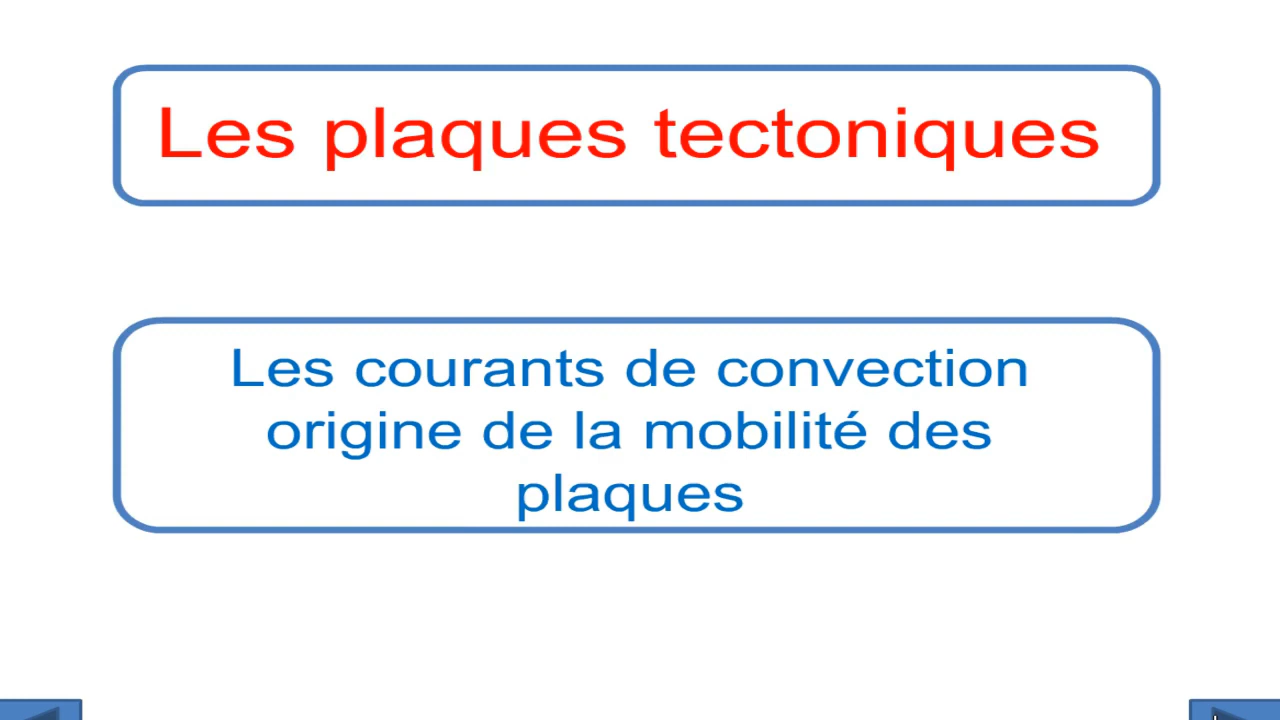 Les plaques tectoniques
Les courants de convection
origine de la mobilité des
plaques